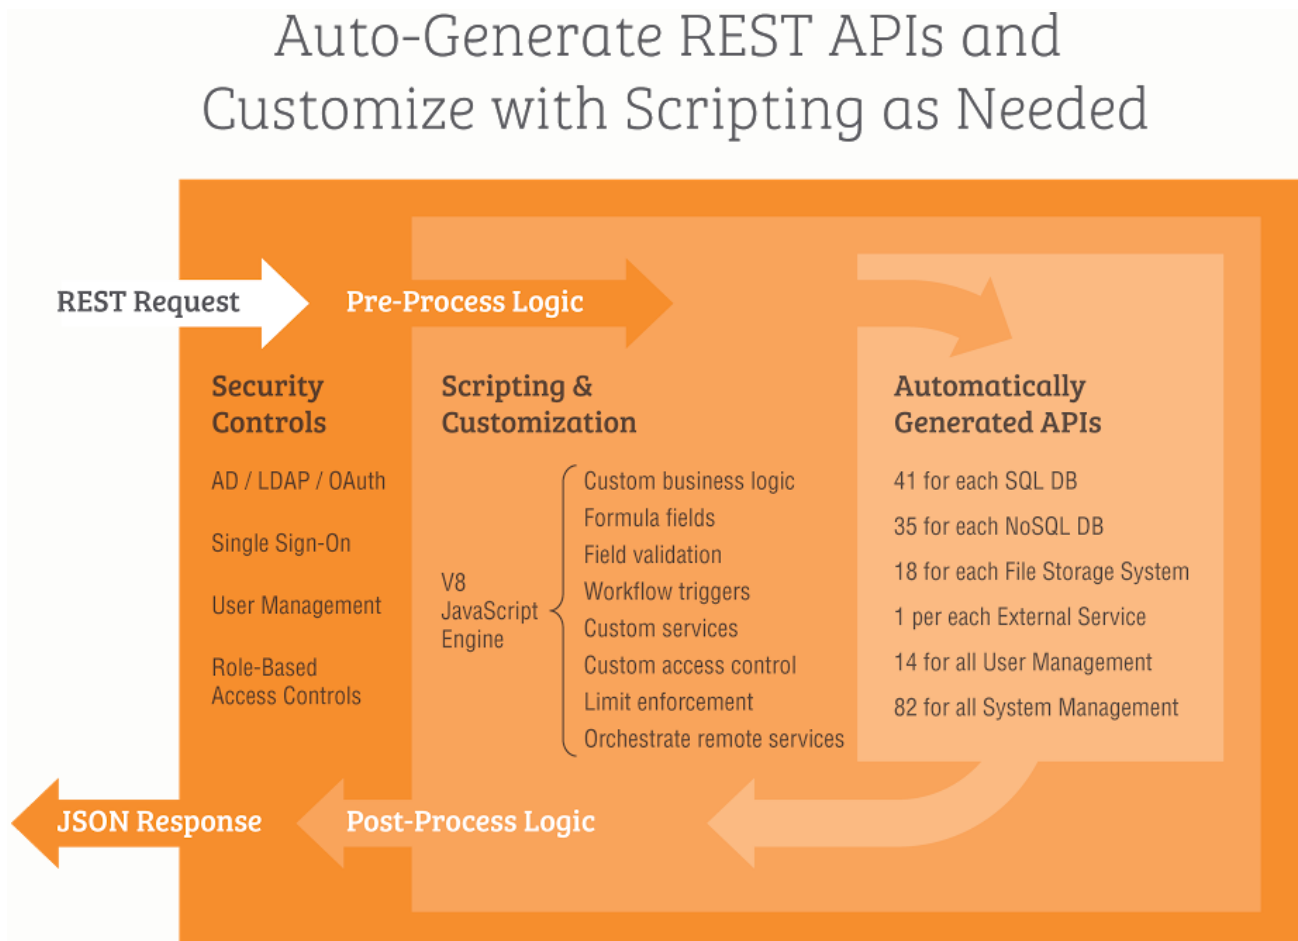 Auto-Generate REST APIs and
Customize with Scripting as Needed
REST Request
Pre-Process Logic
Security
Controls
AD / LDAP / OAuth
Single Sign-On
User Management
Role-Based
Access Controls
Scripting &
Customization
V8
JavaScript
Engine
Custom business logic
Formula fields
Field validation
Workflow triggers
Custom services
Custom access control
Limit enforcement
Orchestrate remote services
Automatically
Generated APIs
41 for each SQL DB
35 for each NoSQL DB
18 for each File Storage System
1 per each External Service
14 for all User Management
82 for all System Management
JSON Response
Post-Process Logic